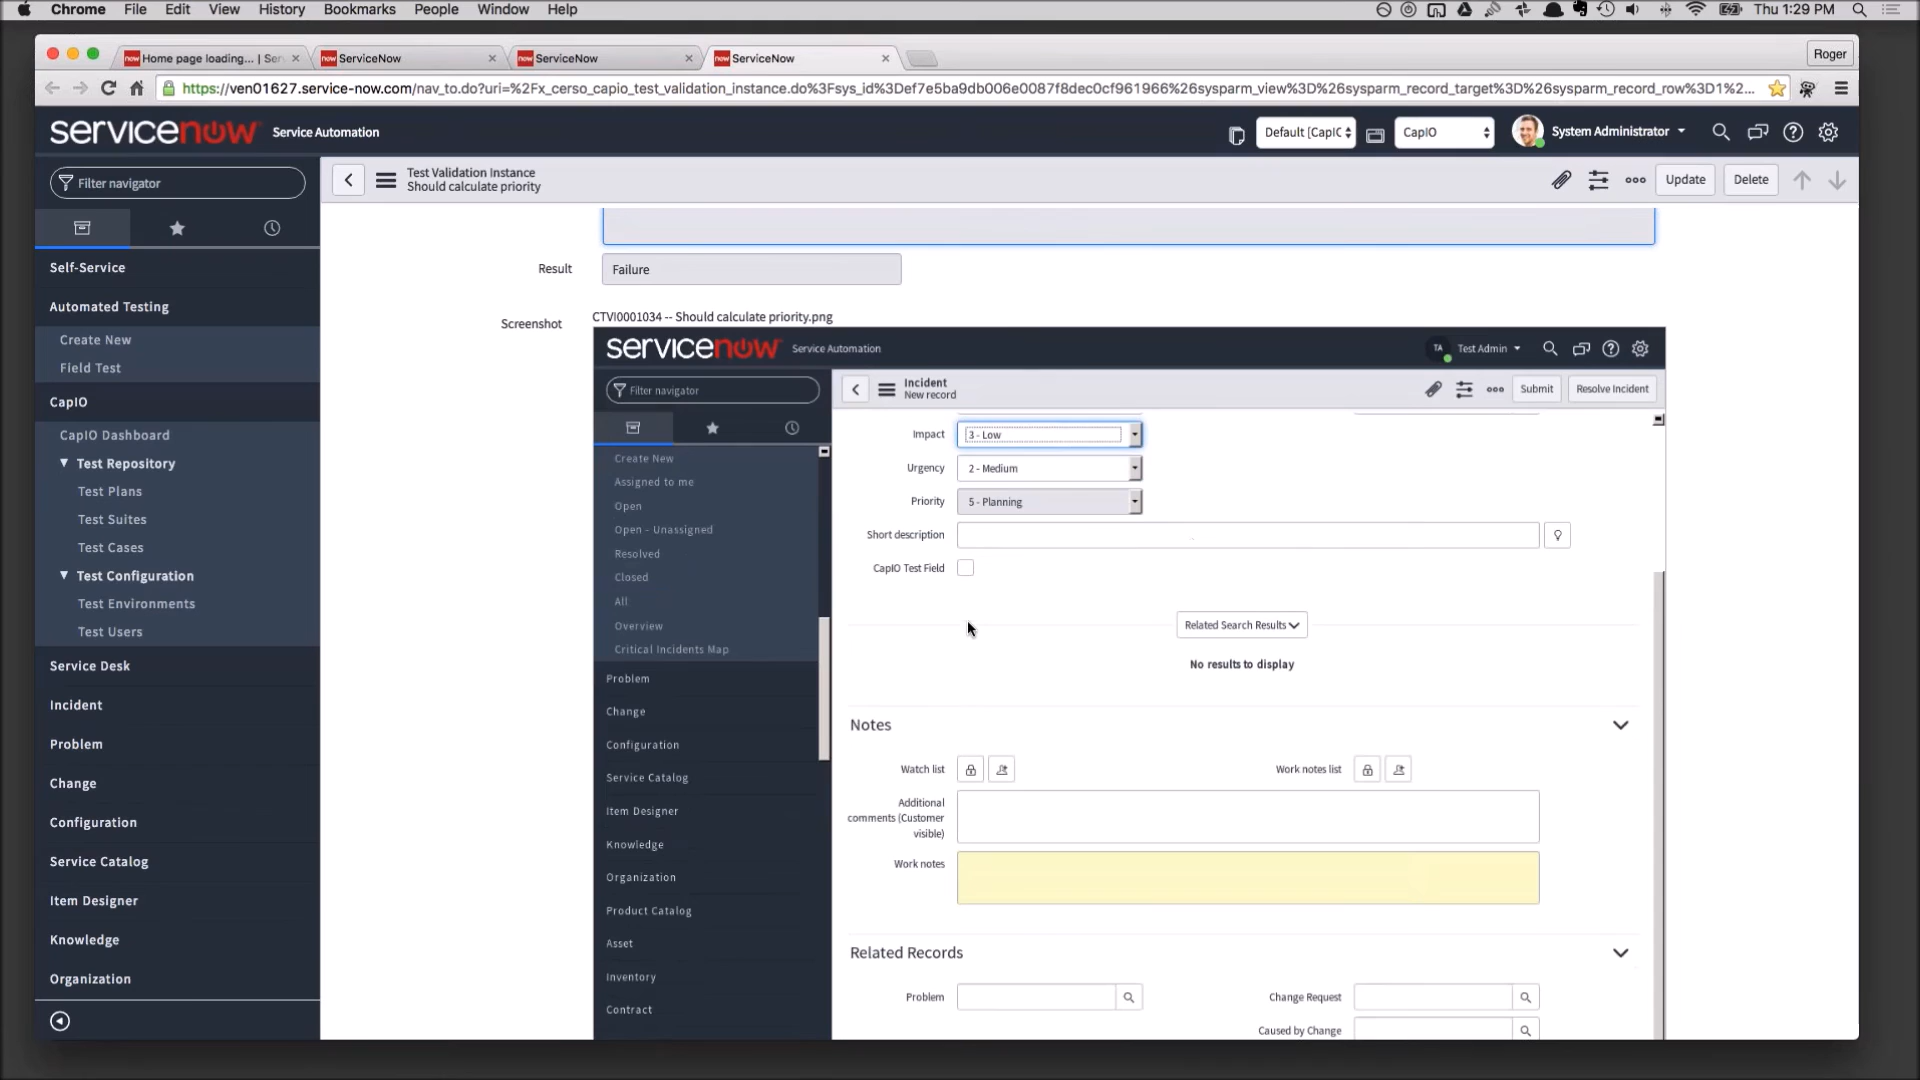 Chrome File Edit View History Bookmarks People Window Help
Thu 1:29 PM
now Home page loading... | Ser
now ServiceNow
now ServiceNow
now ServiceNow
Roger
https://ven01627.service-now.com/nav_to.do?uri=%2Fx_cerso_capio_test_validation_instance.do%3Fsys_id%3Def7e5ba9db006e0087f8dec0cf961966%26sysparm_view%3D%26sysparm_record_target%3D%26sysparm_record_row%3D1%2...
servicenow Service Automation
Default [CapIC
CapIO
System Administrator
Filter navigator
Test Validation Instance
Should calculate priority
Update
Delete
Self-Service
Automated Testing
Create New
Field Test
CapIO
CapIO Dashboard
Test Repository
Test Plans
Test Suites
Test Cases
Test Configuration
Test Environments
Test Users
Service Desk
Incident
Problem
Change
Configuration
Service Catalog
Item Designer
Knowledge
Organization
Result
Failure
Screenshot
CTVI0001034 -- Should calculate priority.png
servicenow Service Automation
TA Test Admin
Filter navigator
Incident
New record
Submit
Resolve Incident
Create New
Assigned to me
Open
Open - Unassigned
Resolved
Closed
All
Overview
Critical Incidents Map
Problem
Change
Configuration
Service Catalog
Item Designer
Knowledge
Organization
Product Catalog
Asset
Inventory
Contract
Impact 3 - Low
Urgency 2 - Medium
Priority 5 - Planning
Short description
CapIO Test Field
Related Search Results
No results to display
Notes
Watch list
Work notes list
Additional
comments (Customer
visible)
Work notes
Related Records
Problem
Change Request
Caused by Change